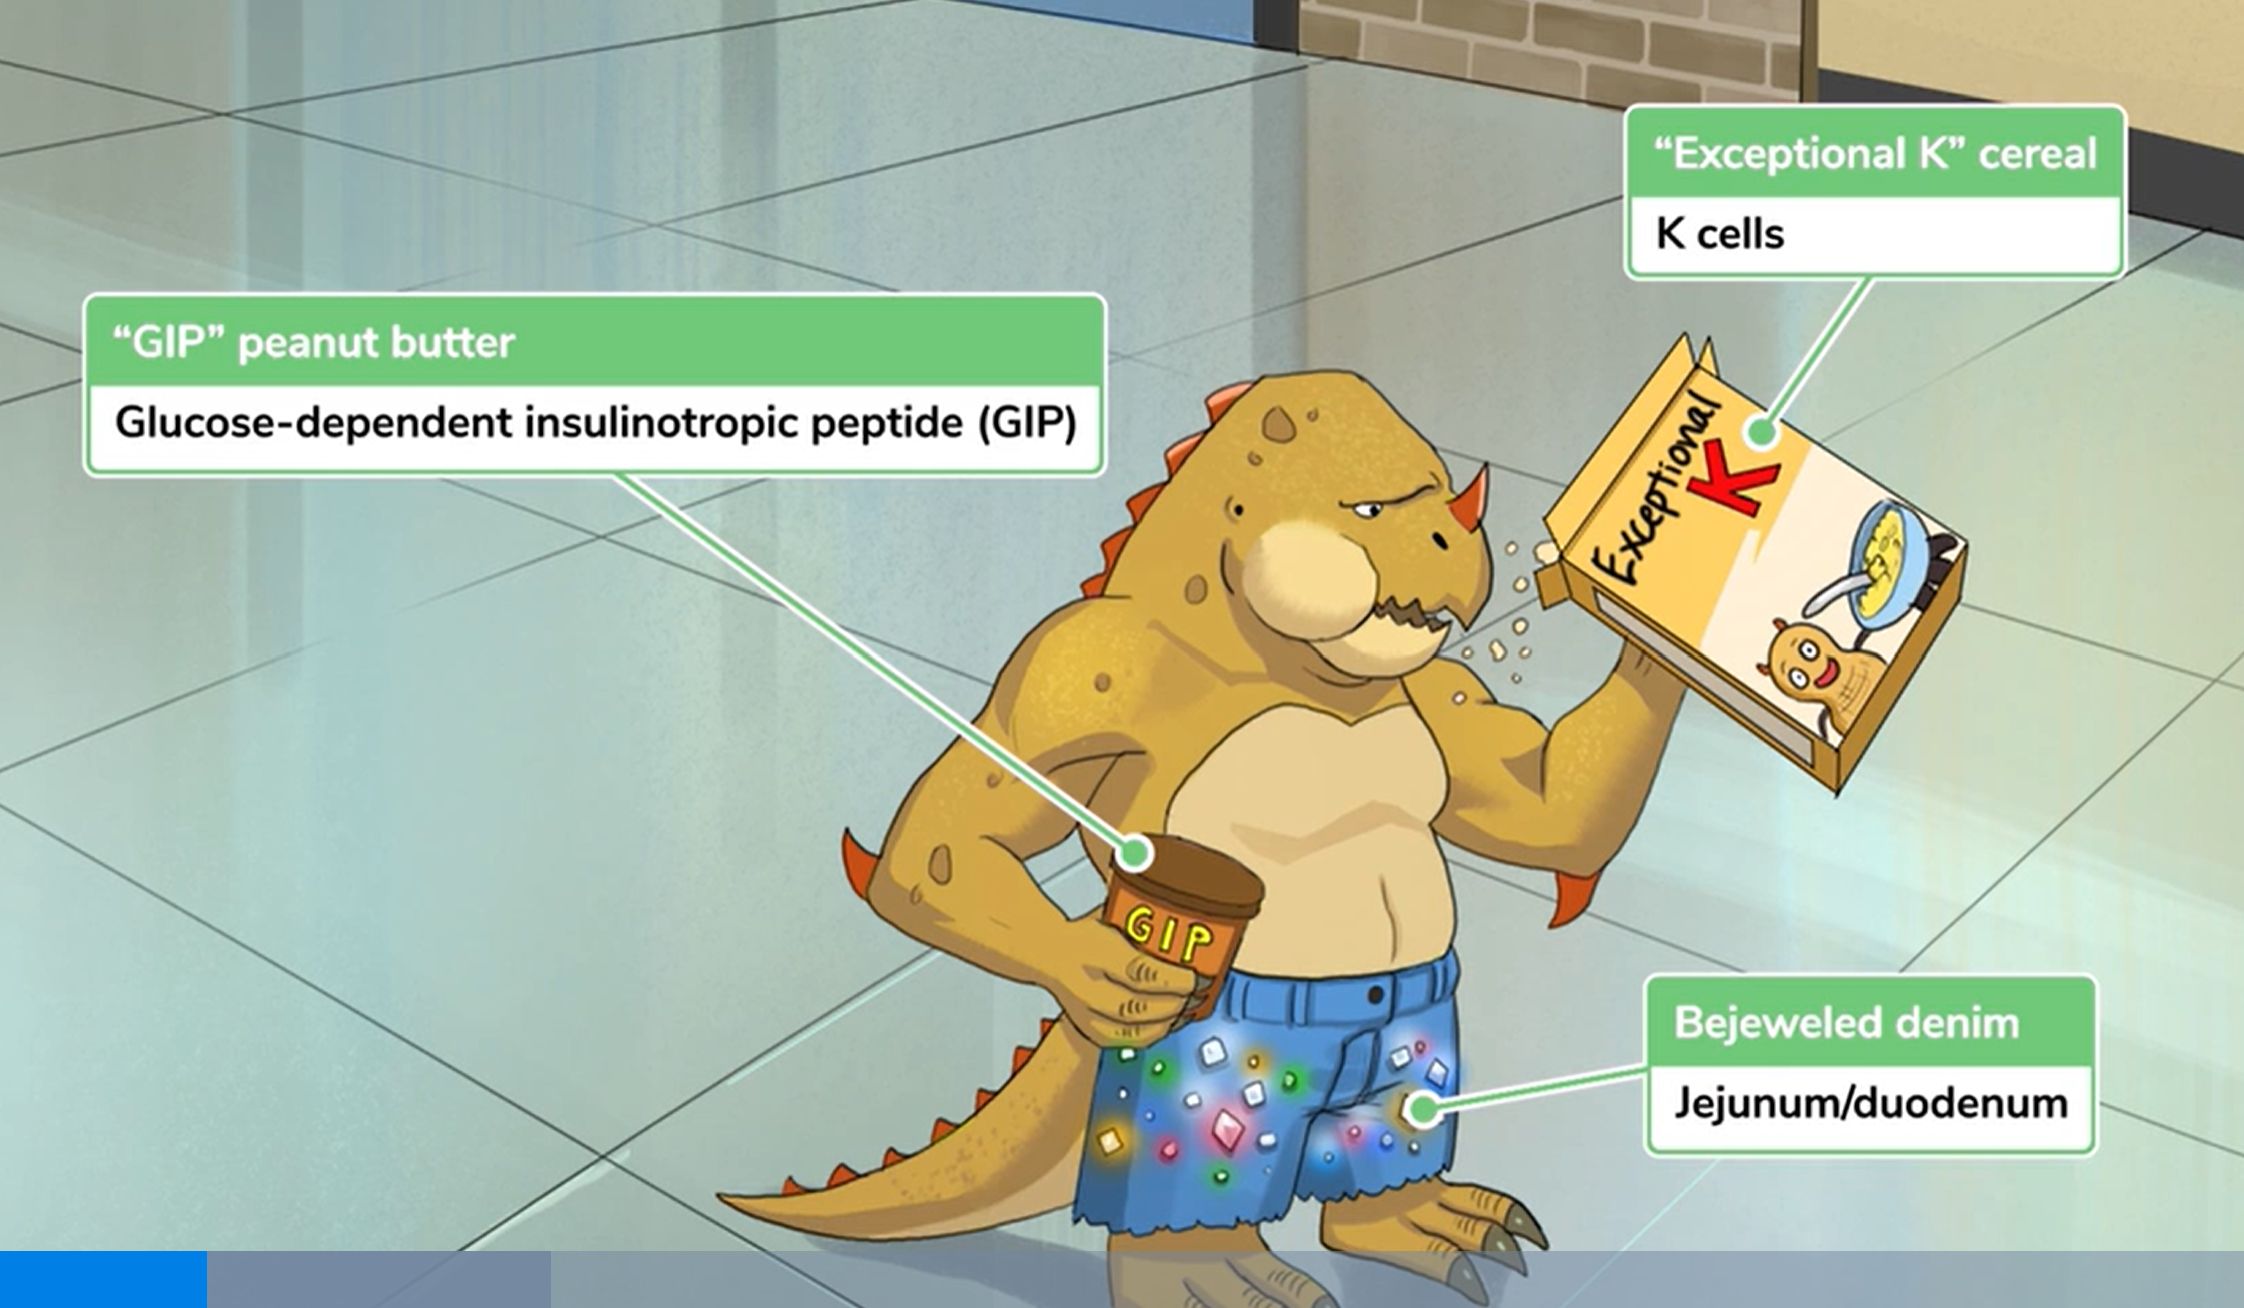 “Exceptional K” cereal
K cells
“GIP” peanut butter
Glucose-dependent insulinotropic peptide (GIP)
Exceptional
K
GIP
Bejeweled denim
Jejunum/duodenum